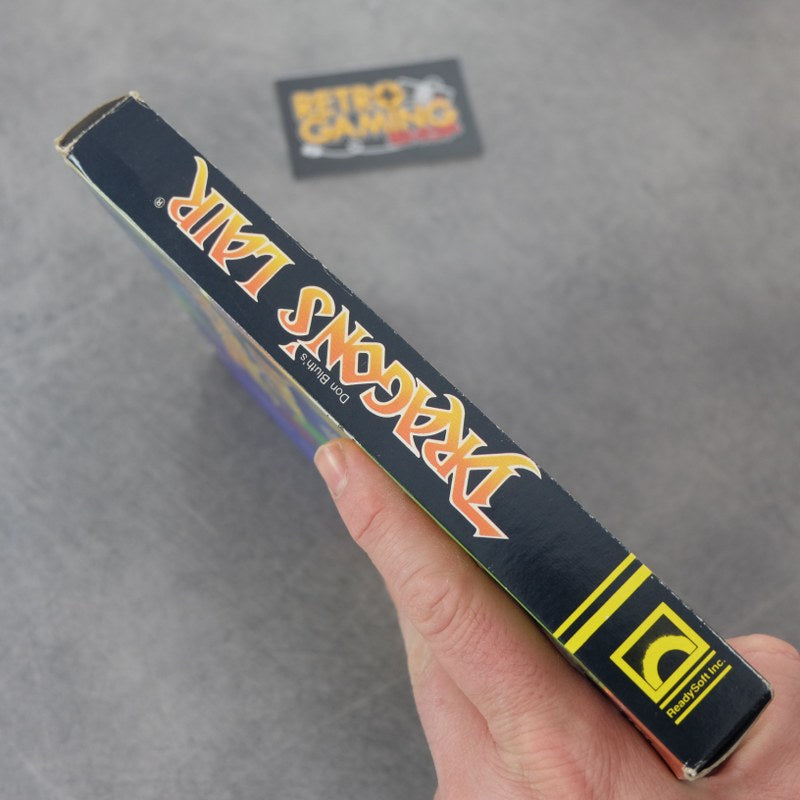 RETRO
GAMING
Don Bluth's
DRAGON'S LAIR®
ReadySoft Inc.